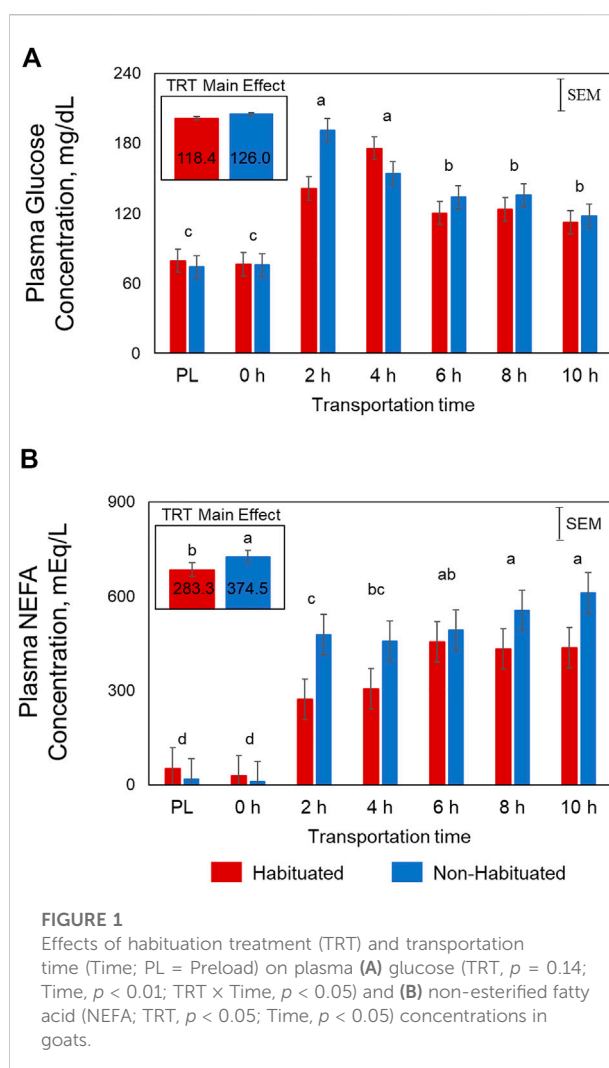 A
Plasma Glucose
Concentration, mg/dL
240
180
120
60
0
TRT Main Effect
118.4 126.0
SEM
c c a a b b b
PL 0 h 2 h 4 h 6 h 8 h 10 h
Transportation time
B
Plasma NEFA
Concentration, mEq/L
900
600
300
0
TRT Main Effect
b a
283.3 374.5
SEM
d d c bc ab a a
PL 0 h 2 h 4 h 6 h 8 h 10 h
Transportation time
Habituated Non-Habituated
FIGURE 1
Effects of habituation treatment (TRT) and transportation
time (Time; PL = Preload) on plasma (A) glucose (TRT, p = 0.14;
Time, p < 0.01; TRT × Time, p < 0.05) and (B) non-esterified fatty
acid (NEFA; TRT, p < 0.05; Time, p < 0.05) concentrations in
goats.